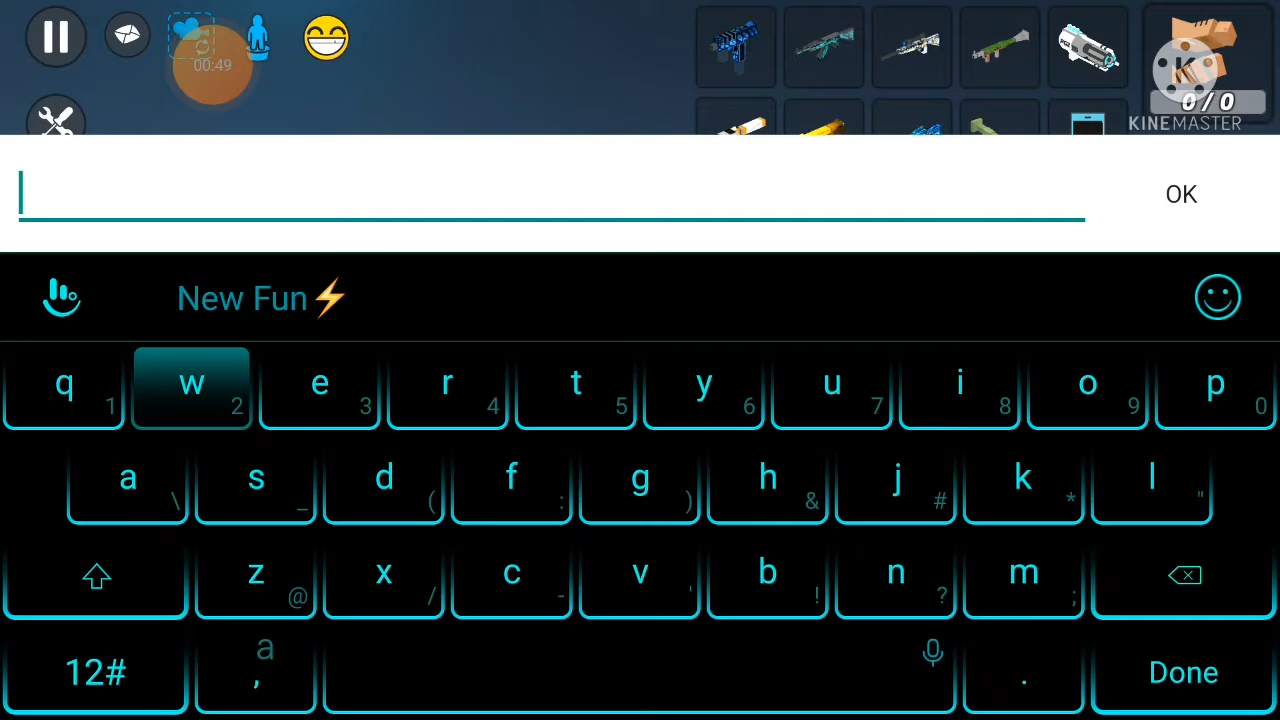 00:49
K
0/0
KINEMASTER
OK
New Fun⚡
q 1 w 2 e 3 r 4 t 5 y 6 u 7 i 8 o 9 p 0
a \ s _ d ( f : g ) h & j # k * l "
z @ x / c - v ' b ! n ? m ;
12# a , . Done